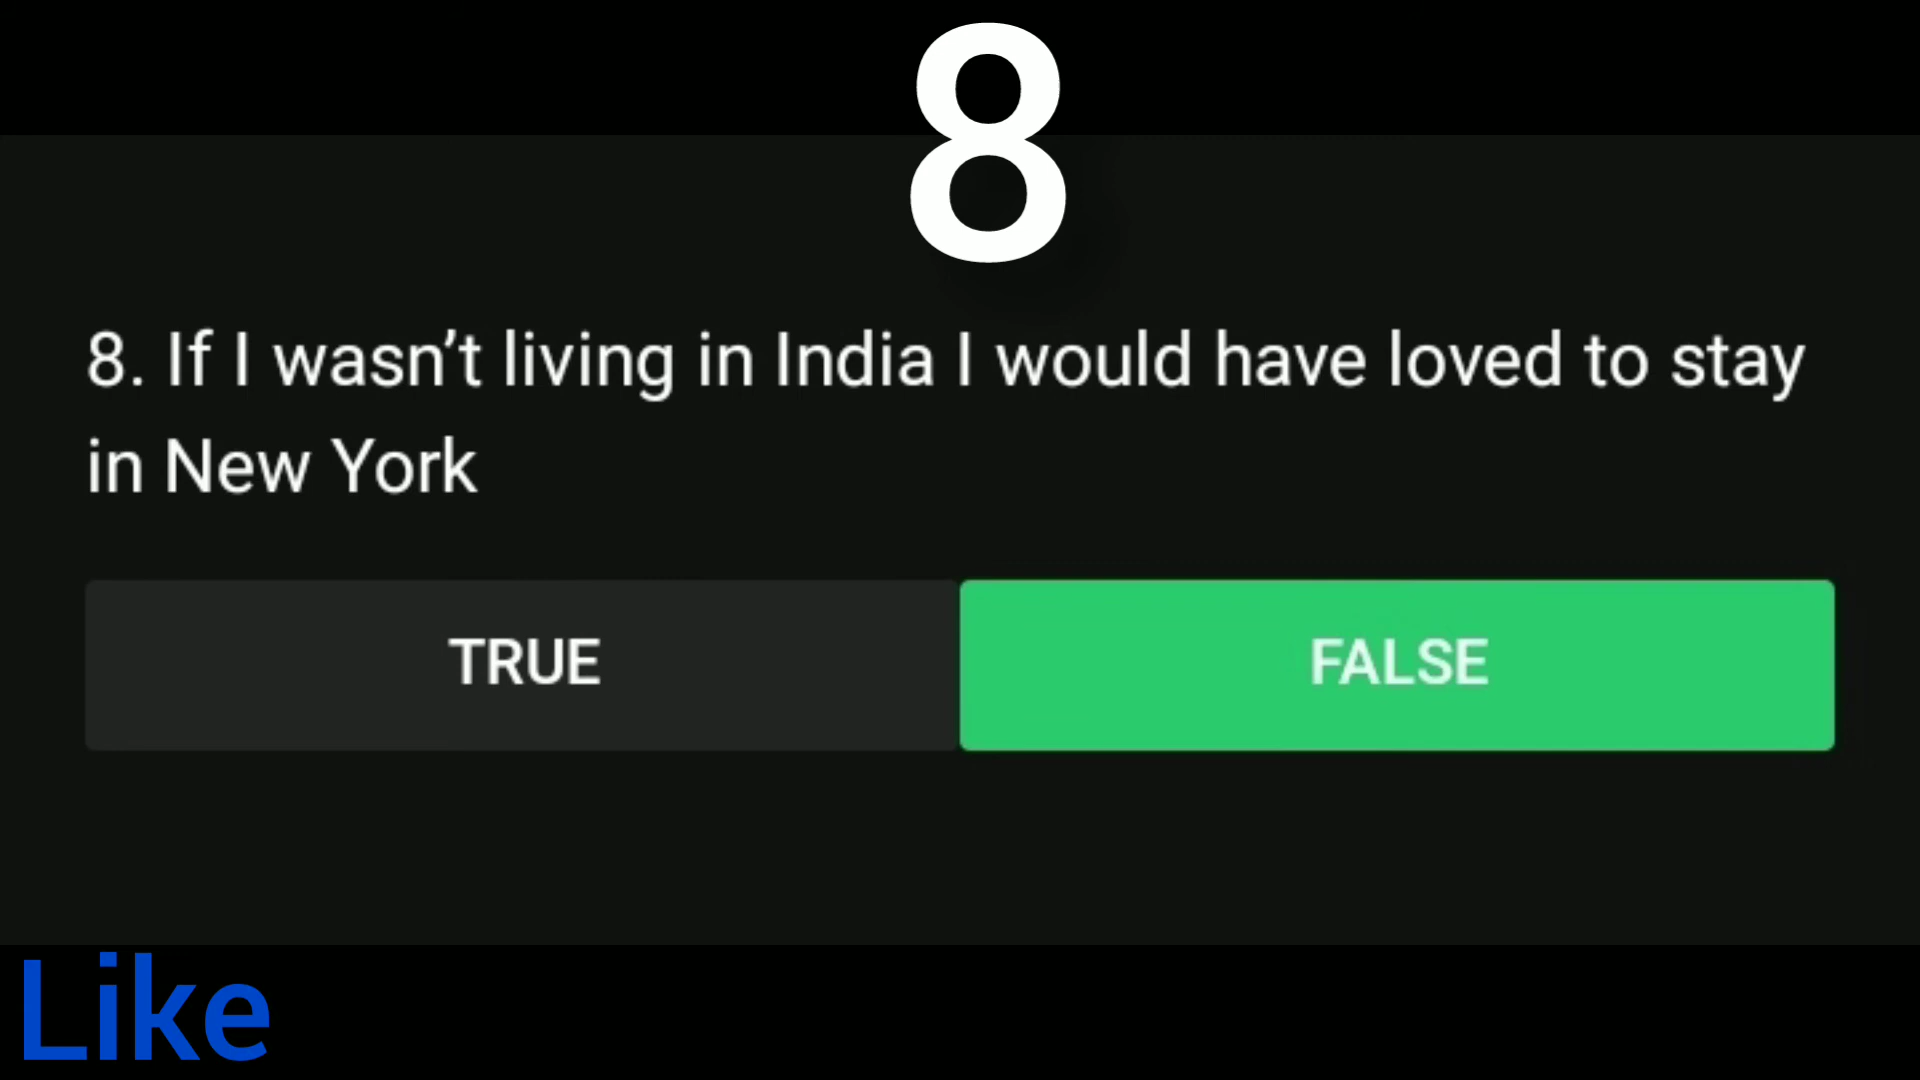 8
8. If I wasn’t living in India I would have loved to stay
in New York
TRUE
FALSE
Like